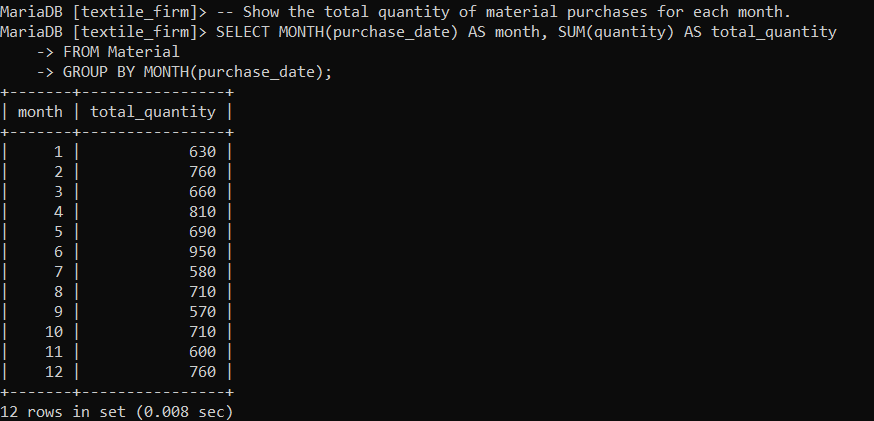 MariaDB [textile_firm]> -- Show the total quantity of material purchases for each month.
MariaDB [textile_firm]> SELECT MONTH(purchase_date) AS month, SUM(quantity) AS total_quantity
    -> FROM Material
    -> GROUP BY MONTH(purchase_date);
+-------+----------------+
| month | total_quantity |
+-------+----------------+
|     1 |            630 |
|     2 |            760 |
|     3 |            660 |
|     4 |            810 |
|     5 |            690 |
|     6 |            950 |
|     7 |            580 |
|     8 |            710 |
|     9 |            570 |
|    10 |            710 |
|    11 |            600 |
|    12 |            760 |
+-------+----------------+
12 rows in set (0.008 sec)